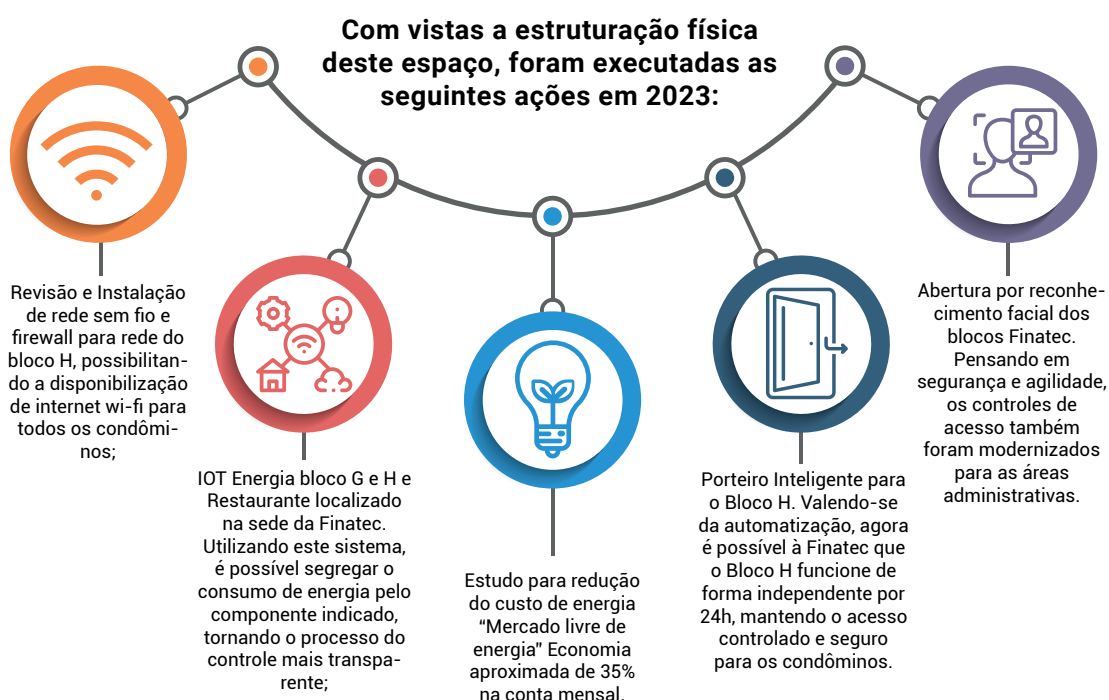 Com vistas a estruturação física
deste espaço, foram executadas as
seguintes ações em 2023:
Revisão e Instalação
de rede sem fio e
firewall para rede do
bloco H, possibilitan-
do a disponibilização
de internet wi-fi para
todos os condômi-
nos;
IOT Energia bloco G e H e
Restaurante localizado
na sede da Finatec.
Utilizando este sistema,
é possível segregar o
consumo de energia pelo
componente indicado,
tornando o processo do
controle mais transpa-
rente;
Estudo para redução
do custo de energia
“Mercado livre de
energia” Economia
aproximada de 35%
na conta mensal.
Porteiro Inteligente para
o Bloco H. Valendo-se
da automatização, agora
é possível à Finatec que
o Bloco H funcione de
forma independente por
24h, mantendo o acesso
controlado e seguro
para os condôminos.
Abertura por reconhe-
cimento facial dos
blocos Finatec.
Pensando em
segurança e agilidade,
os controles de
acesso também
foram modernizados
para as áreas
administrativas.